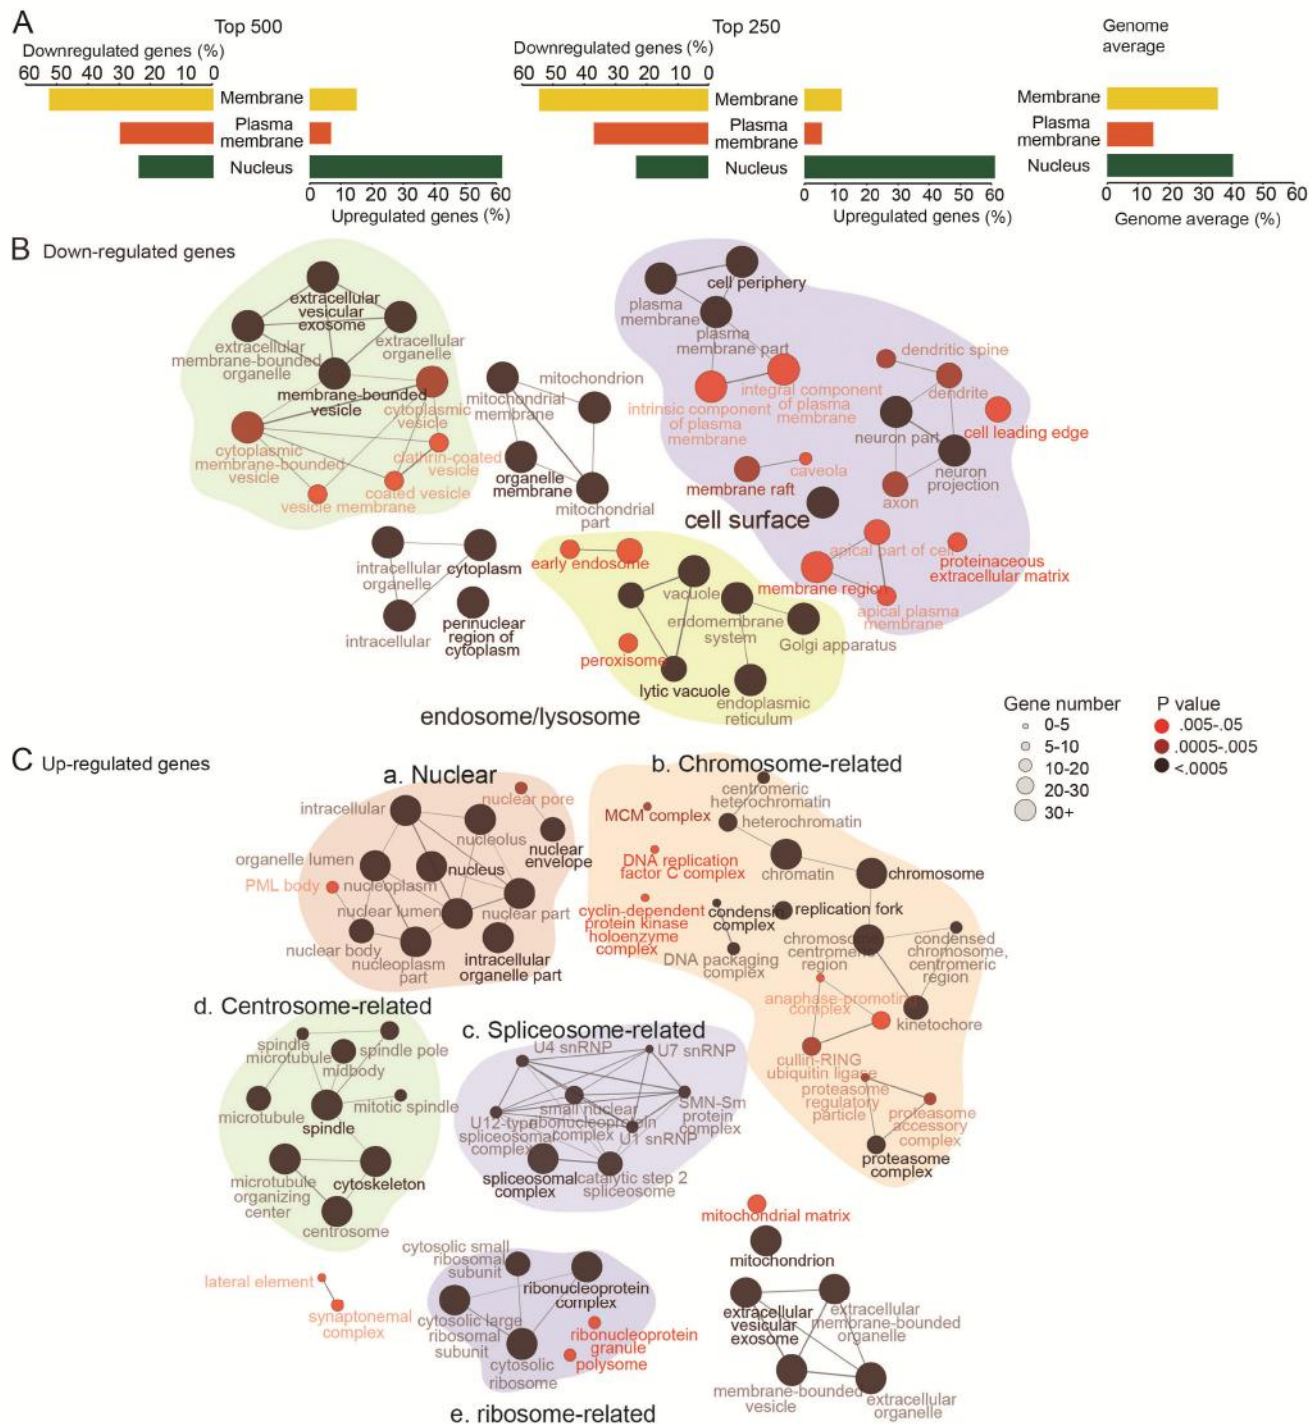 A
Top 500
Top 250
Genome
average
Downregulated genes (%)
60 50 40 30 20 10 0
Membrane
Plasma
membrane
Nucleus
0 10 20 30 40 50 60
Upregulated genes (%)
Downregulated genes (%)
60 50 40 30 20 10 0
Membrane
Plasma
membrane
Nucleus
0 10 20 30 40 50 60
Upregulated genes (%)
Membrane
Plasma
membrane
Nucleus
0 10 20 30 40 50 60
Genome average (%)
B Down-regulated genes
extracellular
vesicular
exosome
extracellular
membrane-bounded
organelle
extracellular
organelle
membrane-bounded
vesicle
cytoplasmic
vesicle
cytoplasmic
membrane-bounded
vesicle
clathrin-coated
vesicle
coated vesicle
vesicle membrane
mitochondrion
mitochondrial
membrane
organelle
membrane
mitochondrial
part
intracellular
organelle
cytoplasm
intracellular
perinuclear
region of
cytoplasm
cell periphery
plasma
membrane
plasma
membrane part
integral component
of plasma
membrane
intrinsic component
of plasma
membrane
dendritic spine
dendrite
cell leading edge
neuron part
neuron
projection
axon
caveola
membrane raft
cell surface
apical part of cell
proteinaceous
extracellular matrix
membrane region
apical plasma
membrane
early endosome
vacuole
endomembrane
system
Golgi apparatus
peroxisome
lytic vacuole
endoplasmic
reticulum
endosome/lysosome
Gene number
0-5
5-10
10-20
20-30
30+
P value
.005-.05
.0005-.005
<.0005
C Up-regulated genes
a. Nuclear
intracellular
nuclear pore
nucleolus
nuclear
envelope
organelle lumen
nucleus
PML body
nucleoplasm
nuclear lumen
nuclear part
nuclear body
nucleoplasm
part
intracellular
organelle part
b. Chromosome-related
centromeric
heterochromatin
MCM complex
heterochromatin
DNA replication
factor C complex
chromatin
chromosome
cyclin-dependent
protein kinase
holoenzyme
complex
condensin
complex
replication fork
DNA packaging
complex
chromosome
centromeric
region
condensed
chromosome,
centromeric
region
anaphase-promoting
complex
kinetochore
cullin-RING
ubiquitin ligase
proteasome
regulatory
particle
proteasome
accessory
complex
proteasome
complex
d. Centrosome-related
spindle
microtubule
spindle pole
midbody
microtubule
mitotic spindle
spindle
microtubule
organizing
center
cytoskeleton
centrosome
c. Spliceosome-related
U4 snRNP
U7 snRNP
small nuclear
ribonucleoprotein
complex
SMN-Sm
protein
complex
U12-type
spliceosomal
complex
U1 snRNP
spliceosomal
complex
catalytic step 2
spliceosome
lateral element
synaptonemal
complex
cytosolic small
ribosomal
subunit
ribonucleoprotein
complex
cytosolic large
ribosomal
subunit
ribonucleoprotein
granule
polysome
cytosolic
ribosome
e. ribosome-related
mitochondrial matrix
mitochondrion
extracellular
vesicular
exosome
extracellular
membrane-bounded
organelle
membrane-bounded
vesicle
extracellular
organelle